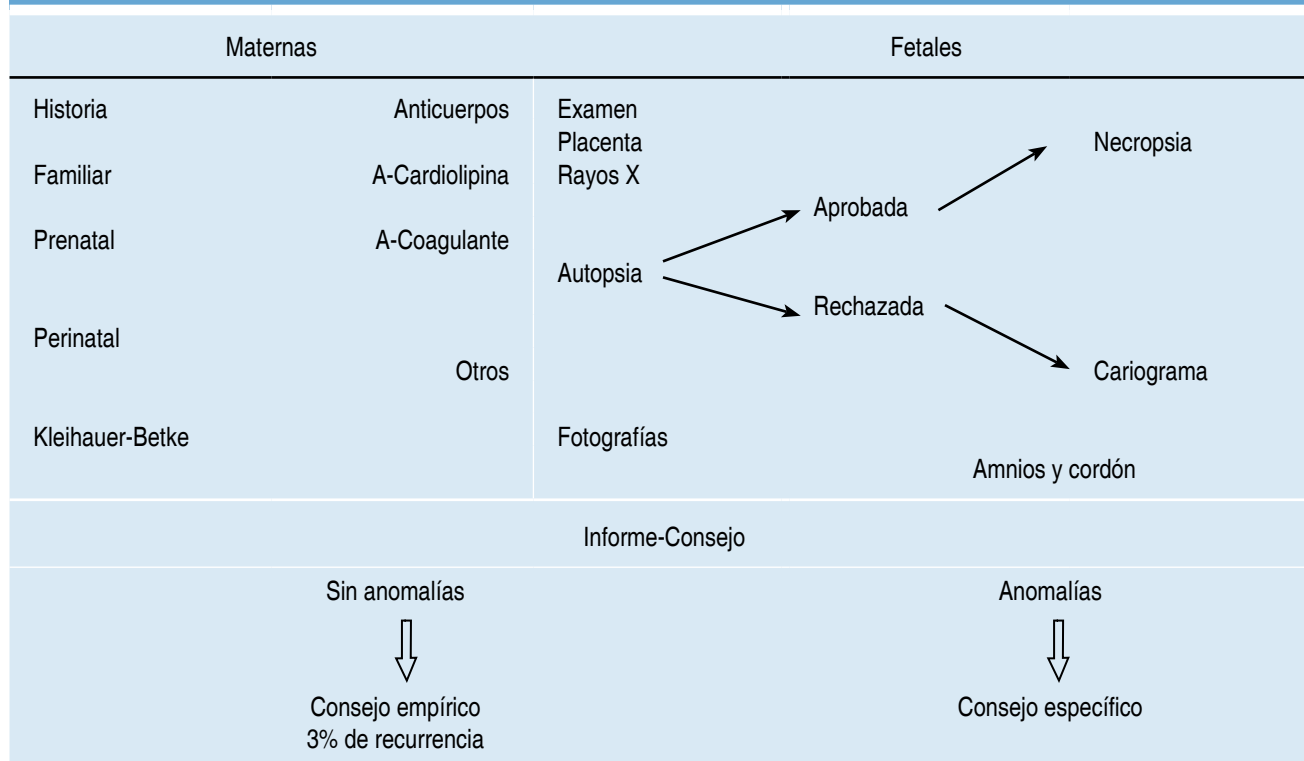 Maternas
Fetales
Historia
Anticuerpos
Familiar
A-Cardiolipina
Prenatal
A-Coagulante
Perinatal
Otros
Kleihauer-Betke
Examen
Placenta
Rayos X
Autopsia
Aprobada
Necropsia
Rechazada
Cariograma
Fotografías
Amnios y cordón
Informe-Consejo
Sin anomalías
Consejo empírico
3% de recurrencia
Anomalías
Consejo específico